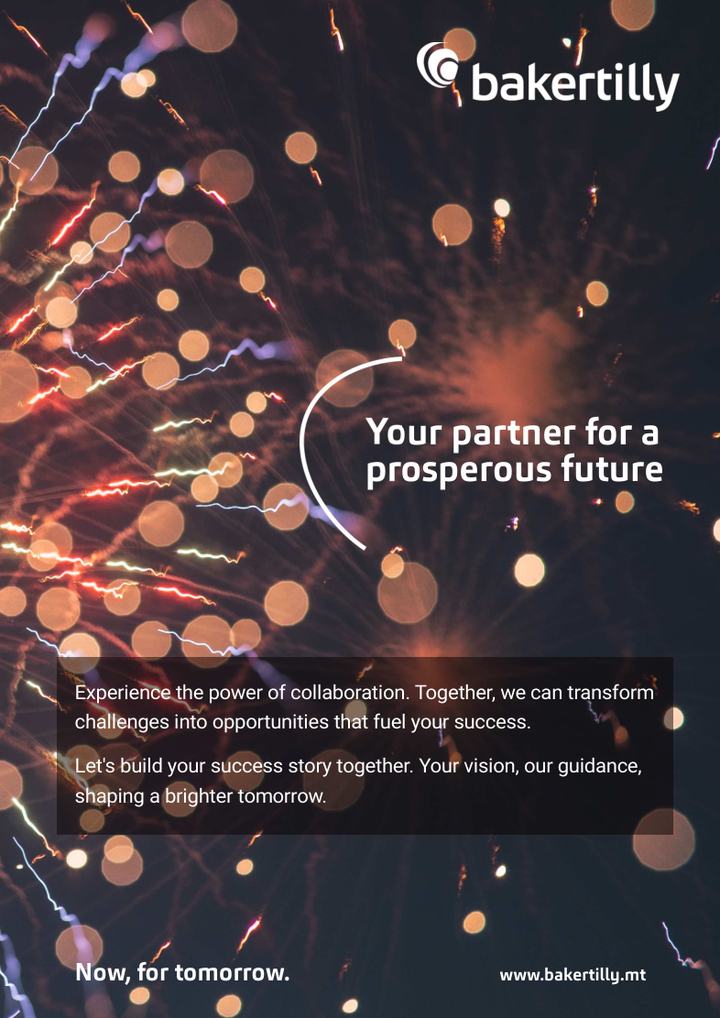 bakertilly
Your partner for a
prosperous future
Experience the power of collaboration. Together, we can transform
challenges into opportunities that fuel your success.
Let's build your success story together. Your vision, our guidance,
shaping a brighter tomorrow.
Now, for tomorrow.
www.bakertilly.mt